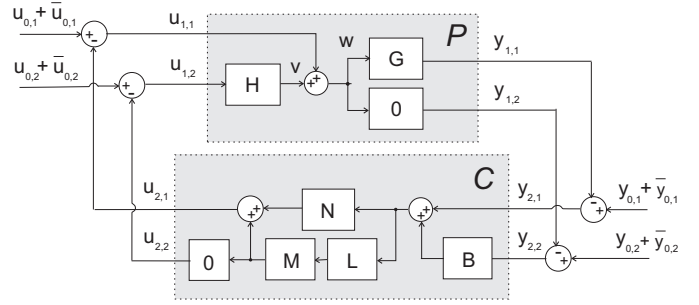 u0,1 + ū0,1
u1,1
P
y1,1
w
G
u0,2 + ū0,2
u1,2
H
v
+
+
0
y1,2
+
-
+
-
C
u2,1
N
y2,1
y0,1 + ȳ0,1
+
+
+
+
-
+
u2,2
0
M
L
B
y2,2
y0,2 + ȳ0,2
-
+